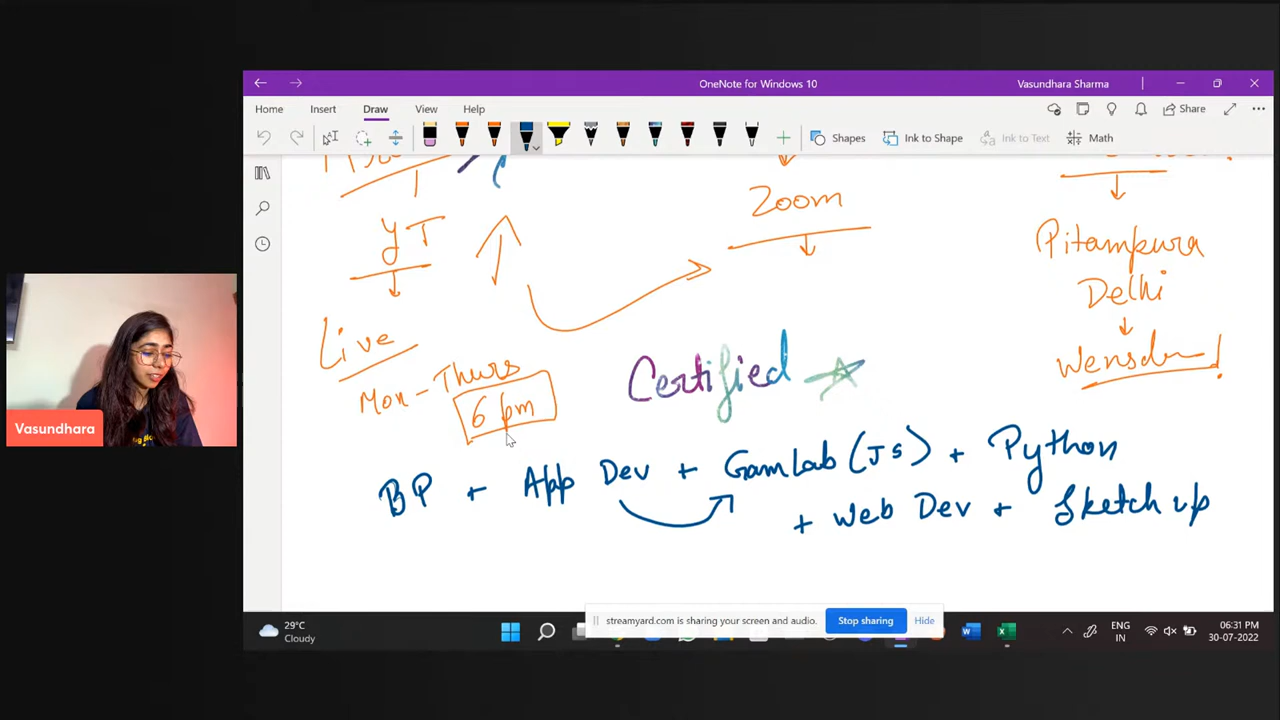 OneNote for Windows 10
Vasundhara Sharma
Home Insert Draw View Help
Share
Shapes
Ink to Shape
Ink to Text
Math
Zoom
YT
Pitampura
Delhi
Live
Mon - Thurs
6 pm
Certified
Vasundhara
BP + App Dev + GamLab (JS) + Python
+ Web Dev + Sketch up
streamyard.com is sharing your screen and audio.
Stop sharing
Hide
29°C
Cloudy
ENG
IN
06:31 PM
30-07-2022